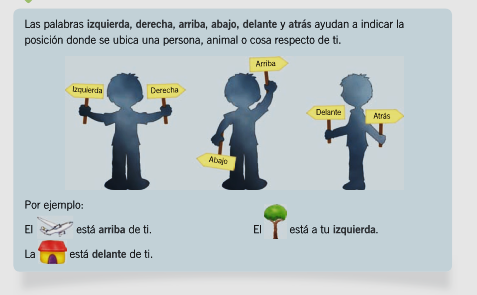 Las palabras izquierda, derecha, arriba, abajo, delante y atrás ayudan a indicar la
posición donde se ubica una persona, animal o cosa respecto de ti.
Arriba
Izquierda
Derecha
Delante
Atrás
Abajo
Por ejemplo:
El está arriba de ti.
El está a tu izquierda.
La está delante de ti.